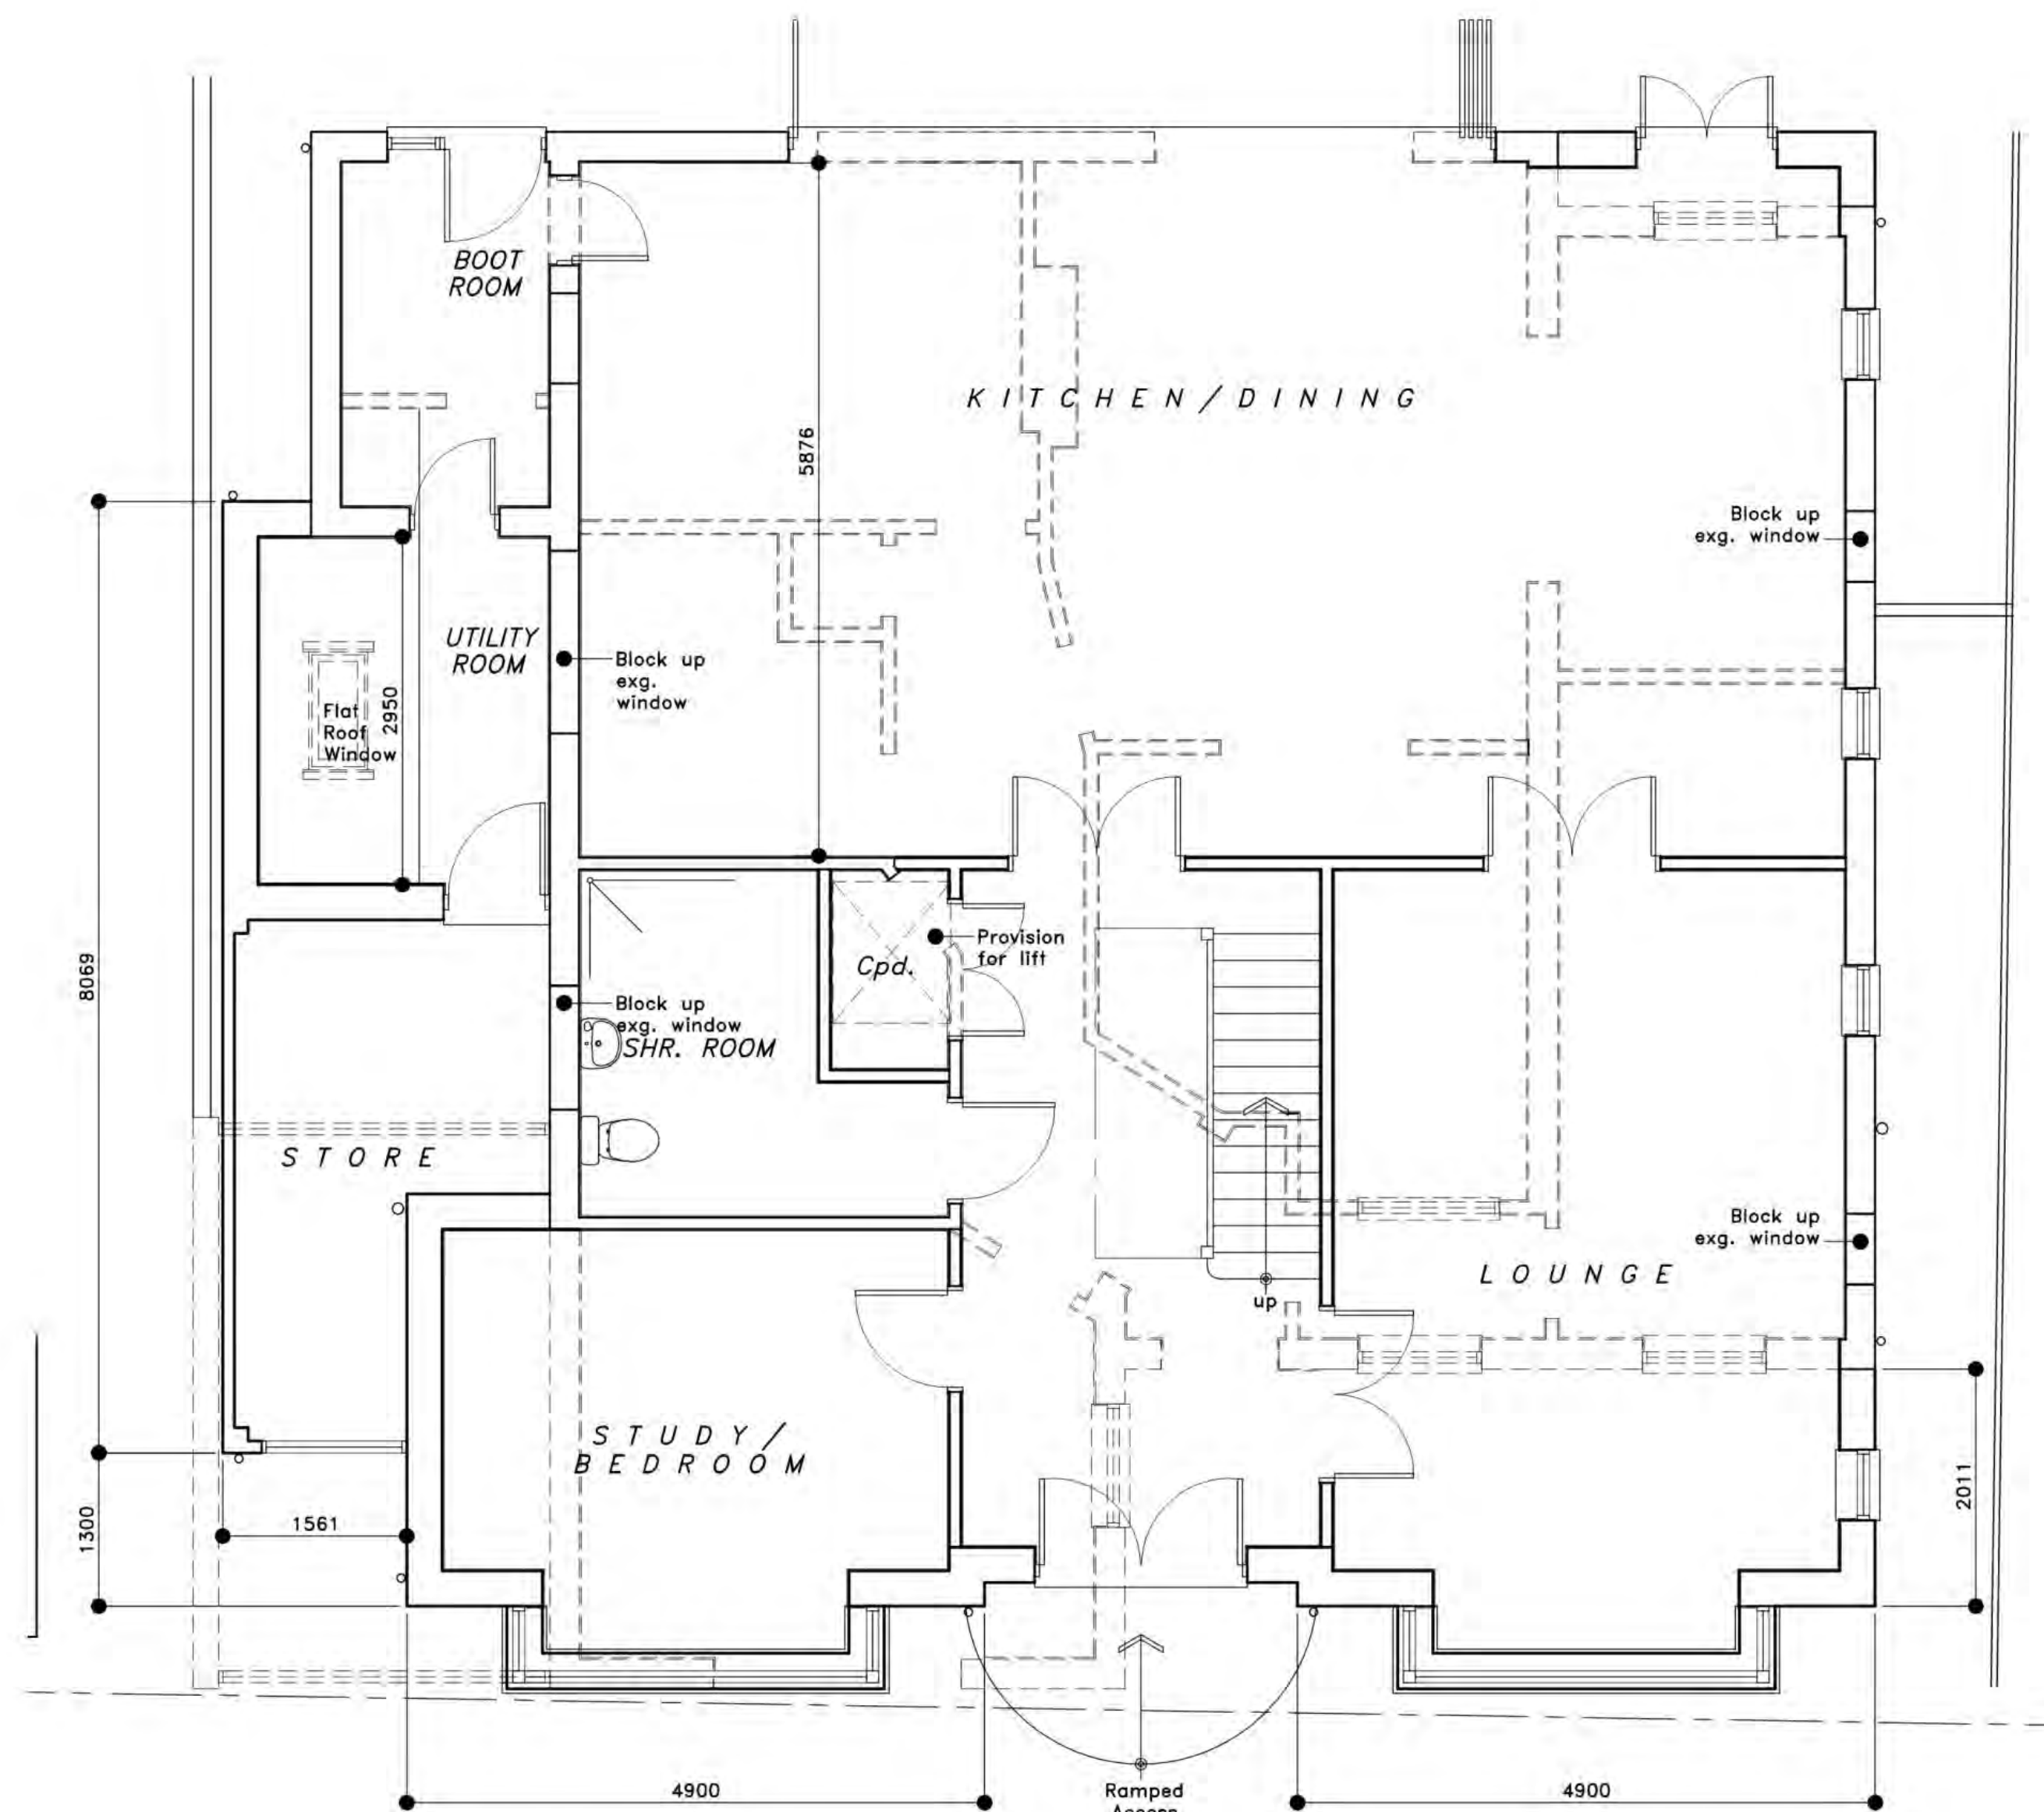 BOOT
ROOM
KITCHEN/DINING
5876
Block up
exg. window
UTILITY
ROOM
Block up
exg.
window
Flat
Roof
Window
2950
8069
Cpd.
Provision
for lift
Block up
exg. window
SHR. ROOM
STORE
Block up
exg. window
LOUNGE
up
STUDY/
BEDROOM
1300
1561
2011
4900
Ramped
Access
4900